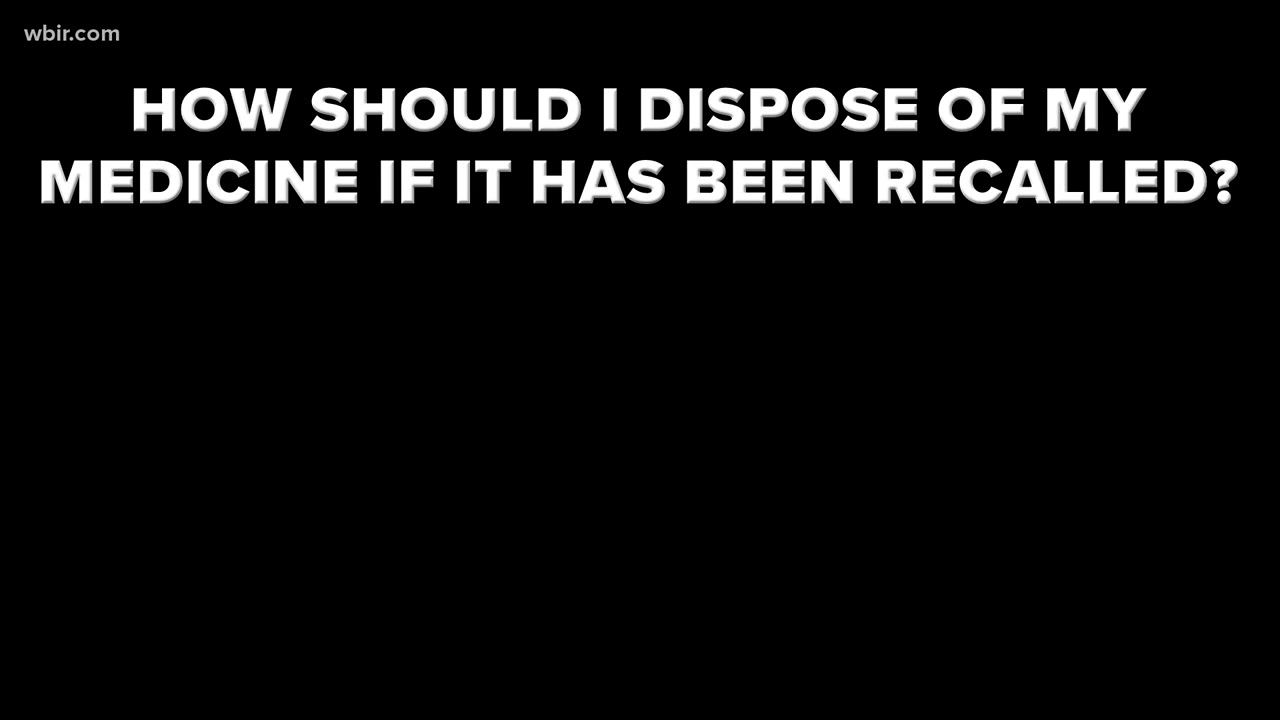 wbir.com
HOW SHOULD I DISPOSE OF MY
MEDICINE IF IT HAS BEEN RECALLED?